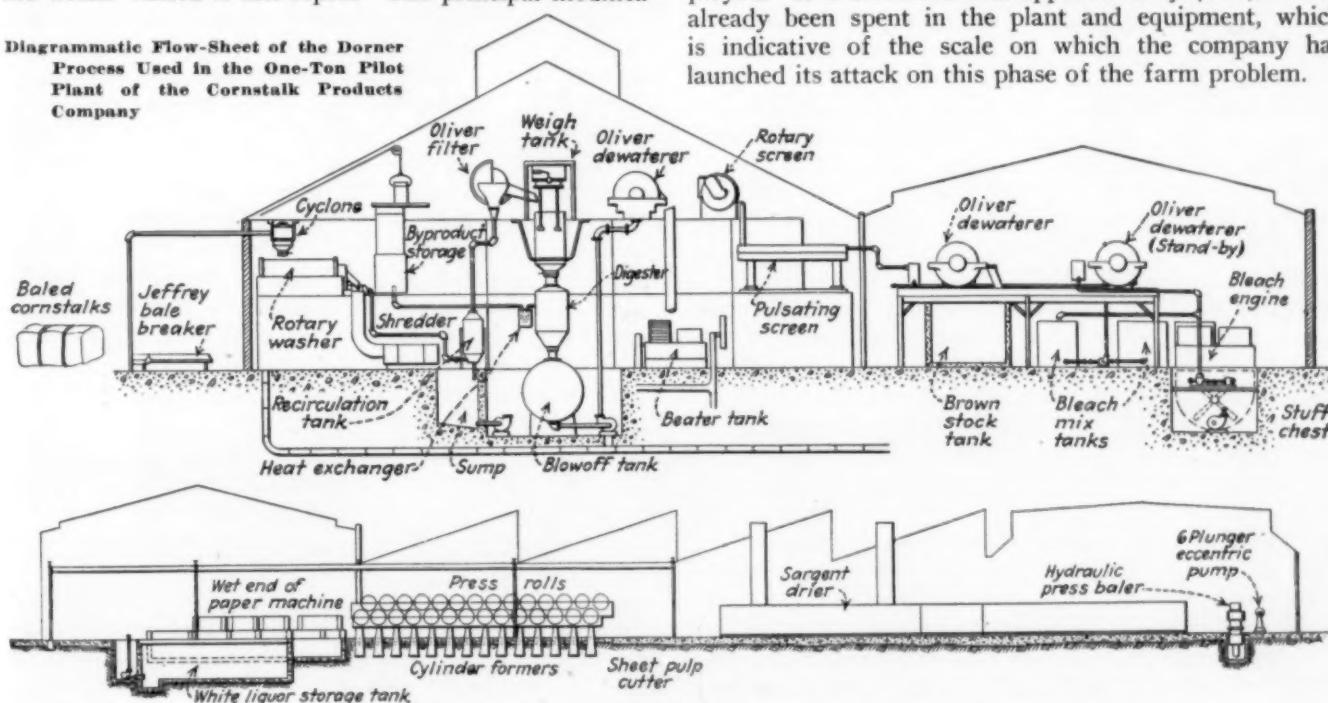 Diagrammatic Flow-Sheet of the Dorner
Process Used in the One-Ton Pilot
Plant of the Cornstalk Products
Company
already been spent in the plant and equipment, whic
is indicative of the scale on which the company ha
launched its attack on this phase of the farm problem.
Oliver
filter
Weigh
tank
Oliver
dewaterer
Rotary
screen
Cyclone
Byproduct
storage
Digester
Oliver
dewaterer
Oliver
dewaterer
(Stand-by)
Baled
cornstalks
Jeffrey
bale
breaker
Rotary
washer
Shredder
Pulsating
screen
Bleach
engine
Recirculation
tank
Beater tank
Brown
stock
tank
Bleach
mix
tanks
Stuff
chest
Heat exchanger
Sump
Blowoff tank
Wet end of
paper machine
Press rolls
Sargent
drier
Hydraulic
press baler
6 Plunger
eccentric
pump
Cylinder formers
Sheet pulp
cutter
White liquor storage tank